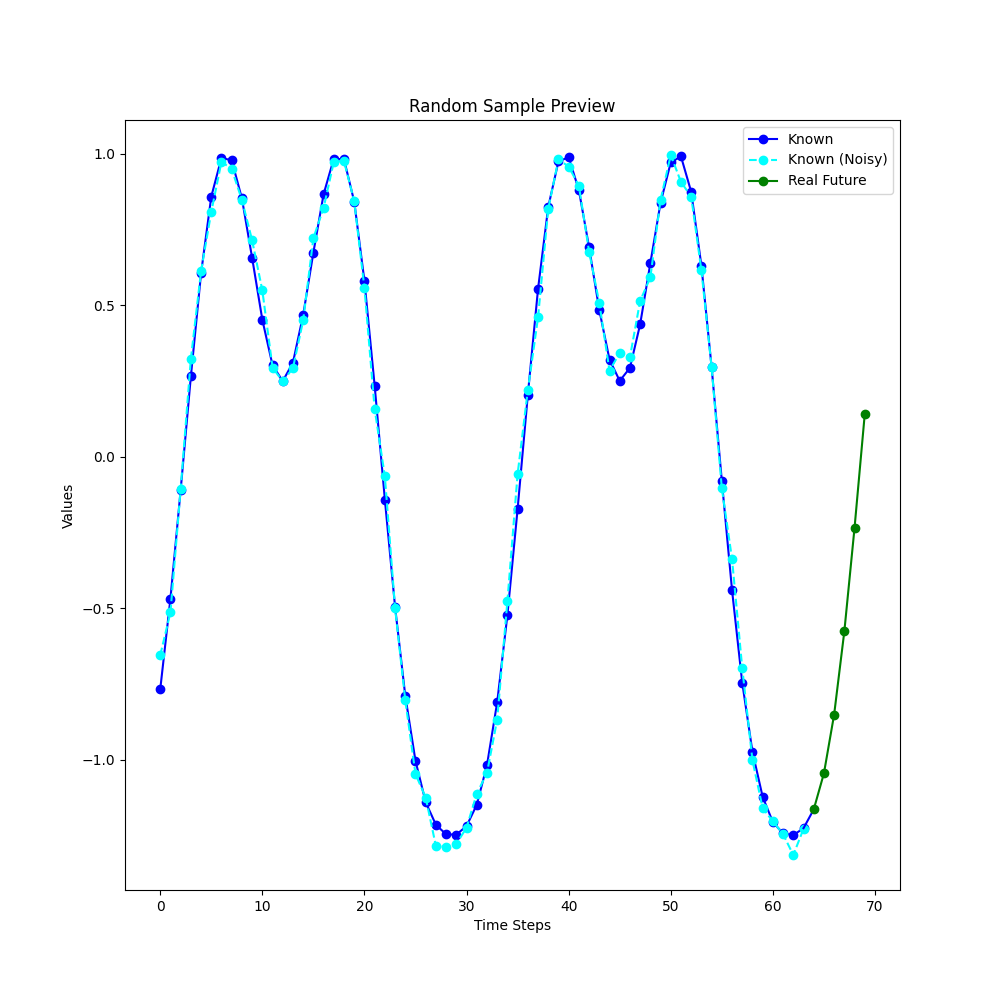 Random Sample Preview
Known
Known (Noisy)
Real Future
1.0
0.5
0.0
−0.5
−1.0
Values
0 10 20 30 40 50 60 70
Time Steps